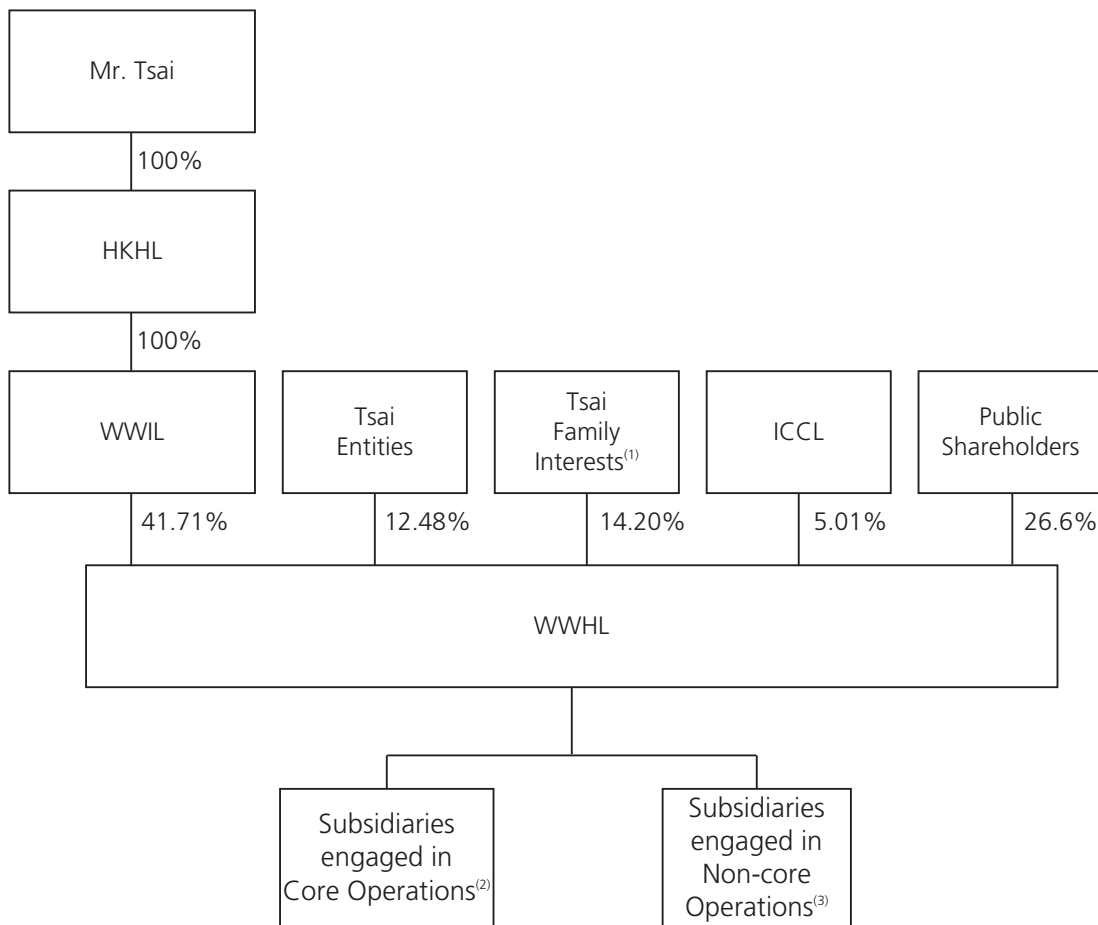 Mr. Tsai
100%
HKHL
100%
WWIL
Tsai
Entities
Tsai
Family
Interests(1)
ICCL
Public
Shareholders
41.71%
12.48%
14.20%
5.01%
26.6%
WWHL
Subsidiaries
engaged in
Core Operations(2)
Subsidiaries
engaged in
Non-core
Operations(3)